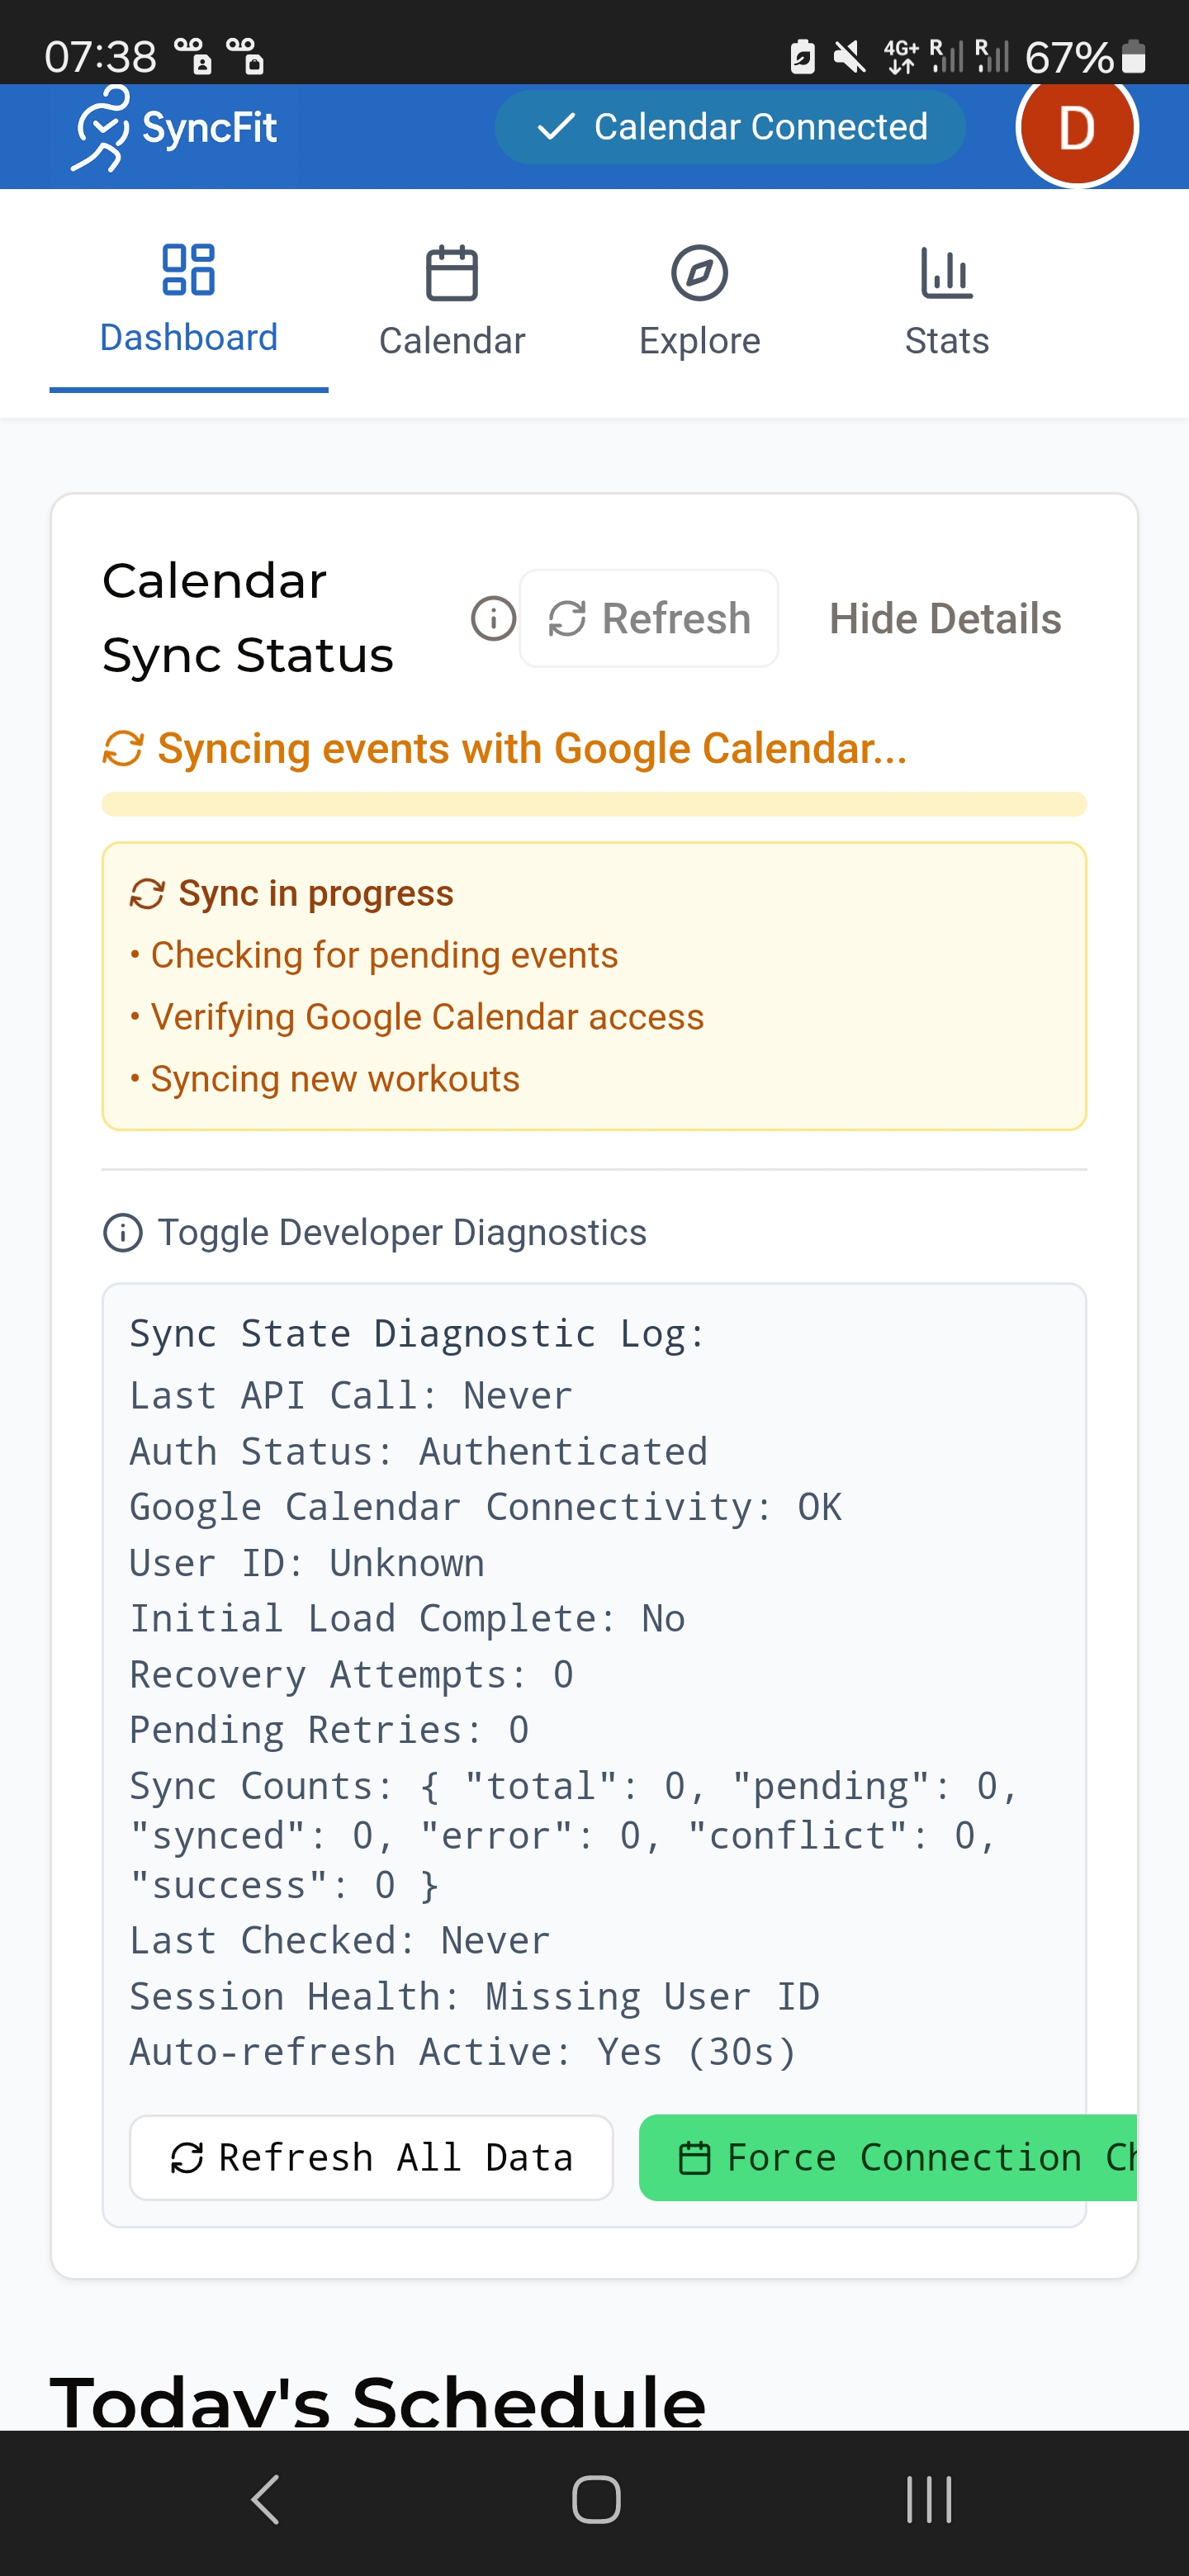 07:38
4G+ R R 67%
SyncFit
Calendar Connected
D
Dashboard
Calendar
Explore
Stats
Calendar
Sync Status
Refresh
Hide Details
Syncing events with Google Calendar...
Sync in progress
• Checking for pending events
• Verifying Google Calendar access
• Syncing new workouts
Toggle Developer Diagnostics
Sync State Diagnostic Log:
Last API Call: Never
Auth Status: Authenticated
Google Calendar Connectivity: OK
User ID: Unknown
Initial Load Complete: No
Recovery Attempts: 0
Pending Retries: 0
Sync Counts: { "total": 0, "pending": 0,
"synced": 0, "error": 0, "conflict": 0,
"success": 0 }
Last Checked: Never
Session Health: Missing User ID
Auto-refresh Active: Yes (30s)
Refresh All Data
Force Connection Ch
Today's Schedule